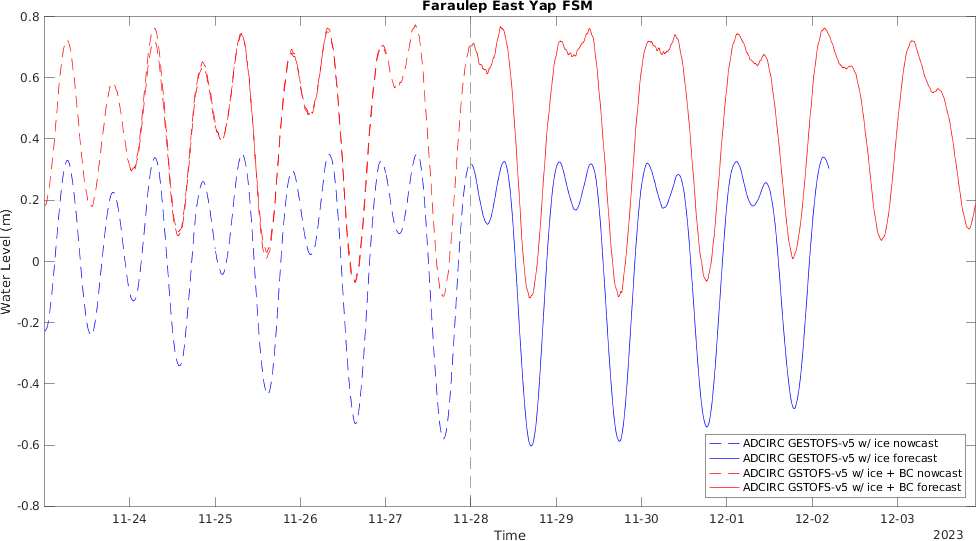 Faraulep East Yap FSM
0.8
0.6
0.4
0.2
0
-0.2
-0.4
-0.6
-0.8
Water Level (m)
11-24 11-25 11-26 11-27 11-28 11-29 11-30 12-01 12-02 12-03
Time
2023
ADCIRC GESTOFS-v5 w/ ice nowcast
ADCIRC GESTOFS-v5 w/ ice forecast
ADCIRC GSTOFS-v5 w/ ice + BC nowcast
ADCIRC GSTOFS-v5 w/ ice + BC forecast